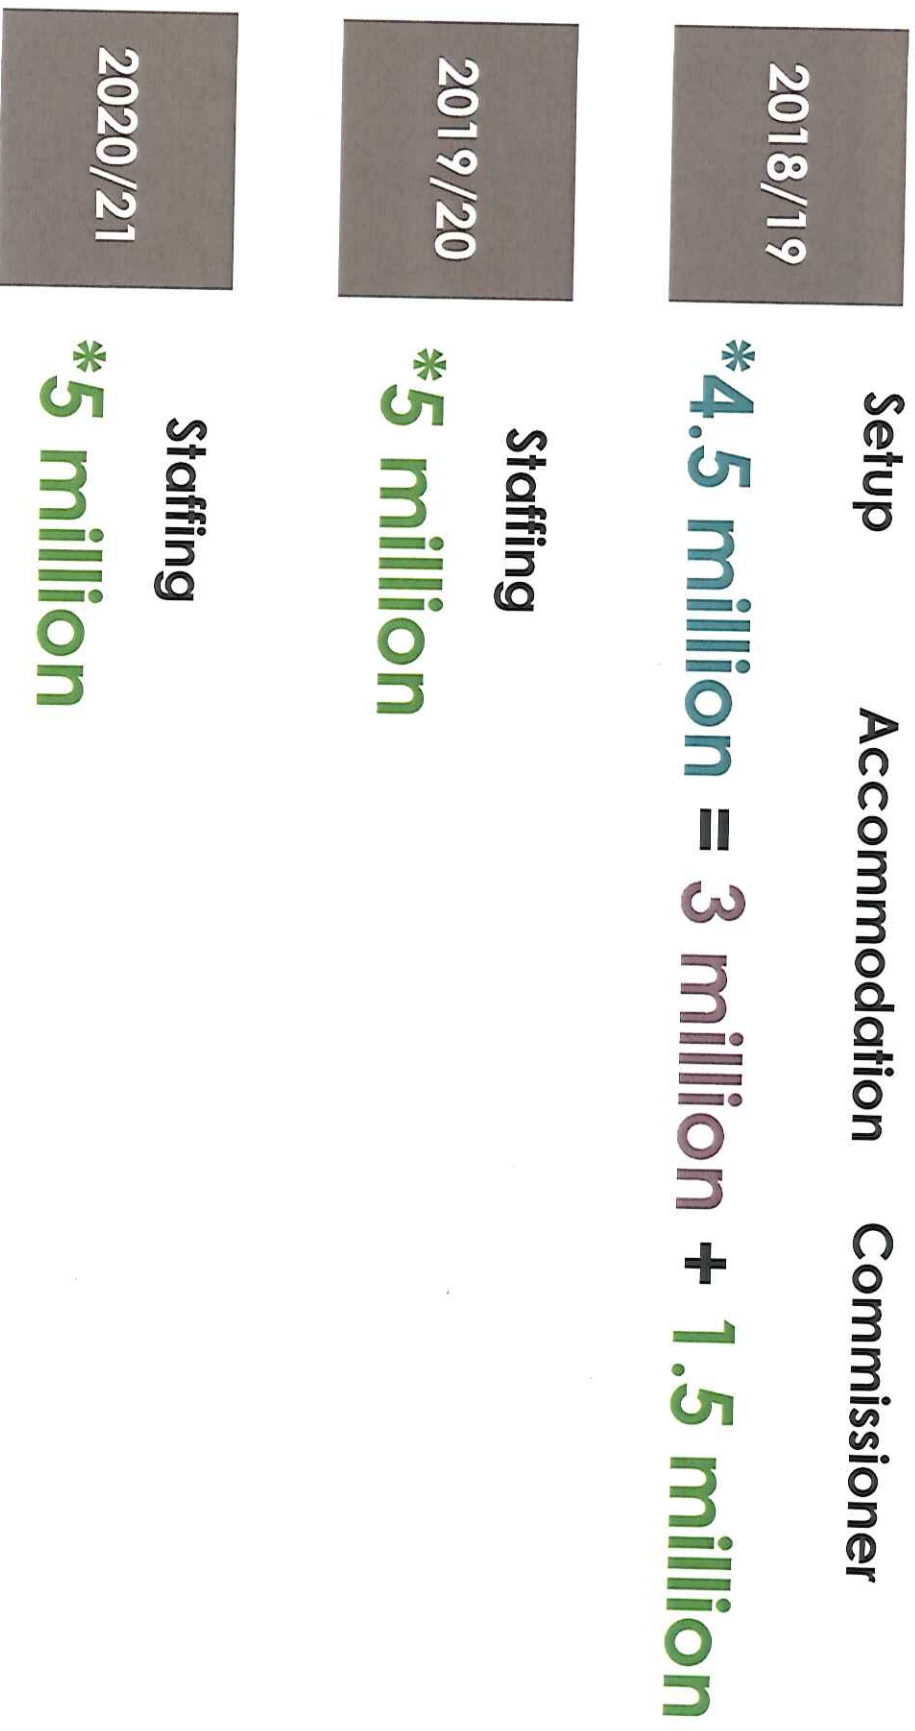 2018/19
Setup Accommodation Commissioner
*4.5 million = 3 million + 1.5 million
2019/20
Staffing
*5 million
2020/21
Staffing
*5 million